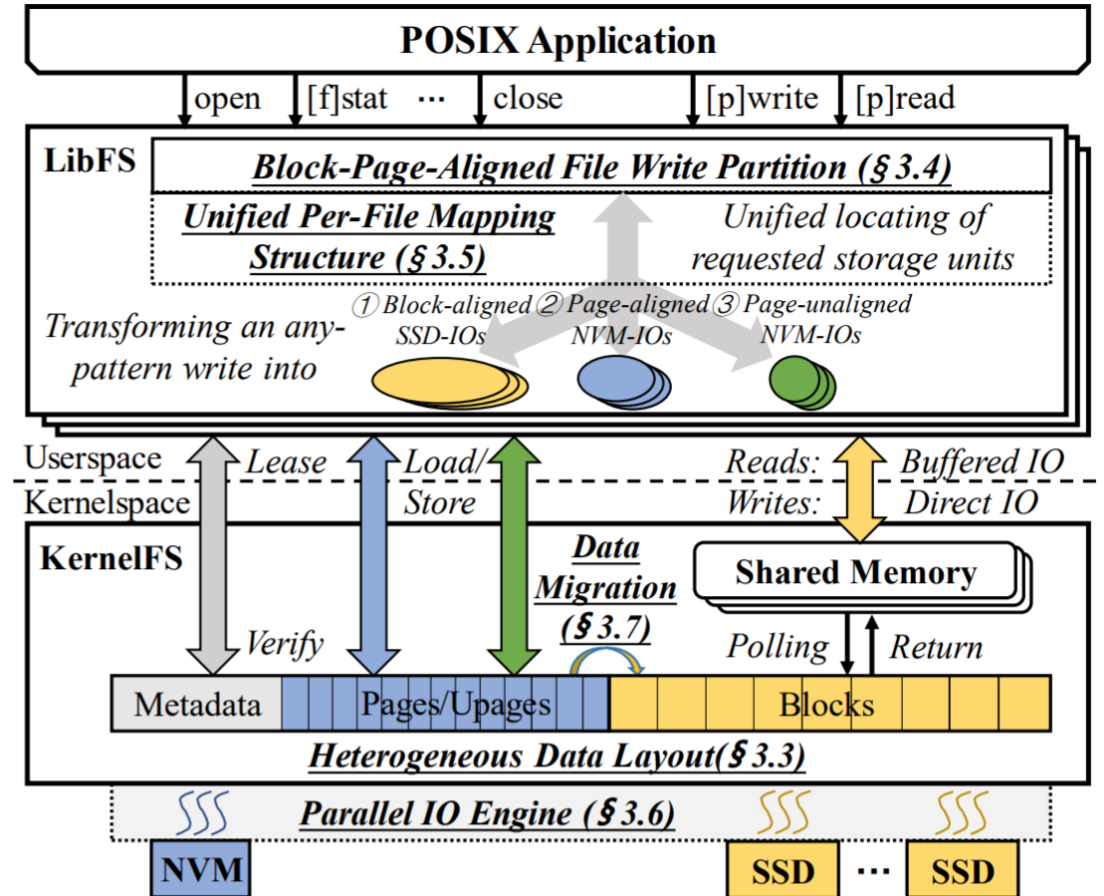 POSIX Application
open [f]stat ... close [p]write [p]read
LibFS
Block-Page-Aligned File Write Partition (§ 3.4)
Unified Per-File Mapping
Structure (§ 3.5)
Unified locating of
requested storage units
① Block-aligned
SSD-IOs
② Page-aligned
NVM-IOs
③ Page-unaligned
NVM-IOs
Transforming an any-
pattern write into
Userspace
Kernelspace
Lease
Load/
Store
Reads: Buffered IO
Writes: Direct IO
KernelFS
Data
Migration
(§ 3.7)
Shared Memory
Verify
Polling
Return
Metadata
Pages/Upages
Blocks
Heterogeneous Data Layout(§ 3.3)
Parallel IO Engine (§ 3.6)
NVM
SSD ... SSD